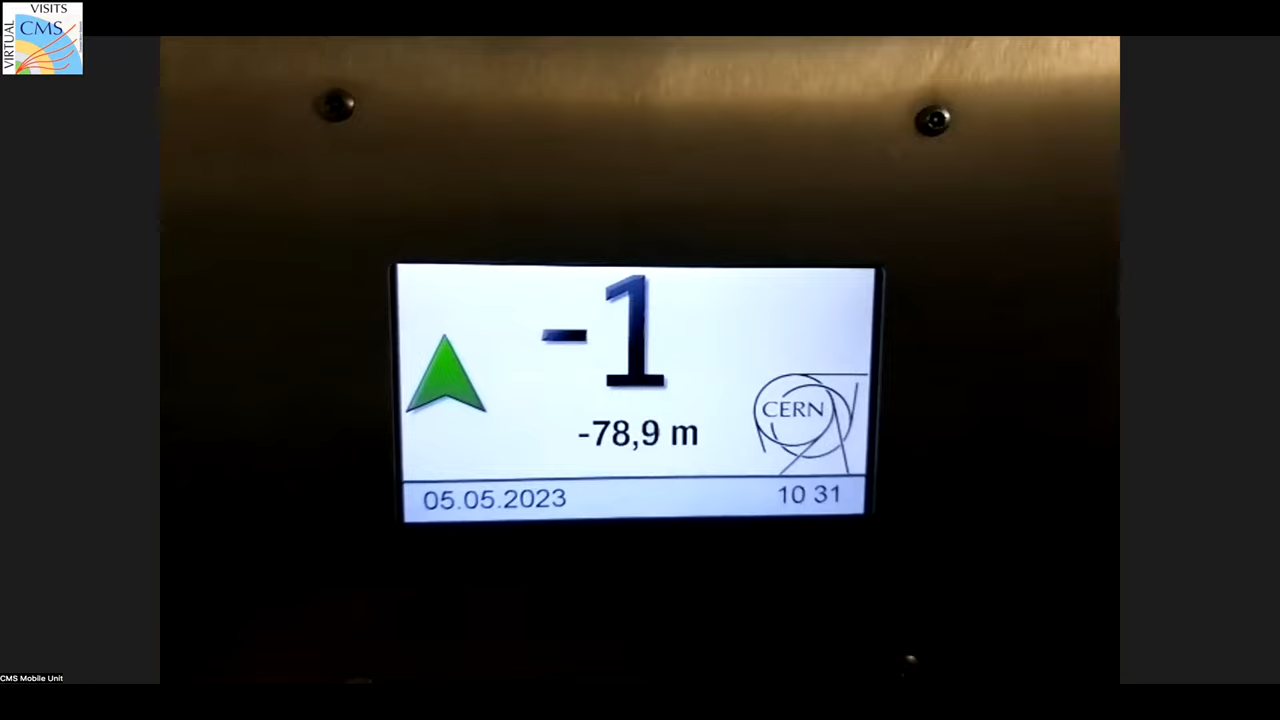 VISITS
VIRTUAL
CMS
-1
-78,9 m
CERN
05.05.2023
10 31
CMS Mobile Unit